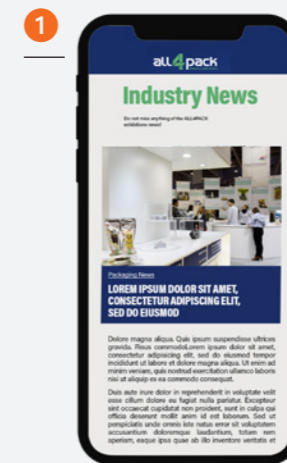 1
all4pack
Industry News
Do not miss anything of the ALL4PACK
exhibitions news!
Packaging News
LOREM IPSUM DOLOR SIT AMET,
CONSECTETUR ADIPISCING ELIT,
SED DO EIUSMOD
Dolore magna aliqua. Quis ipsum suspendisse ultrices
gravida. Risus commodoLorem ipsum dolor sit amet,
consectetur adipiscing elit, sed do eiusmod tempor
incididunt ut labore et dolore magna aliqua. Ut enim ad
minim veniam, quis nostrud exercitation ullamco laboris
nisi ut aliquip ex ea commodo consequat.
Duis aute irure dolor in reprehenderit in voluptate velit
esse cillum dolore eu fugiat nulla pariatur. Excepteur
sint occaecat cupidatat non proident, sunt in culpa qui
officia deserunt mollit anim id est laborum. Sed ut
perspiciatis unde omnis iste natus error sit voluptatem
accusantium doloremque laudantium, totam rem
aperiam, eaque ipsa quae ab illo inventore veritatis et